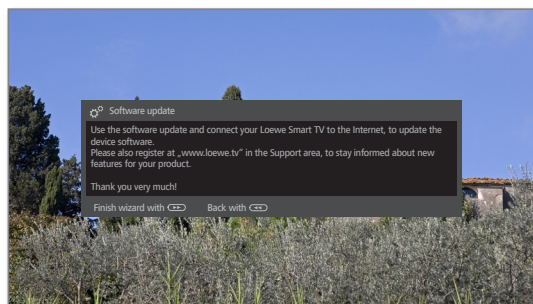 Software update
Use the software update and connect your Loewe Smart TV to the Internet, to update the
device software.
Please also register at „www.loewe.tv" in the Support area, to stay informed about new
features for your product.
Thank you very much!
Finish wizard with Back with